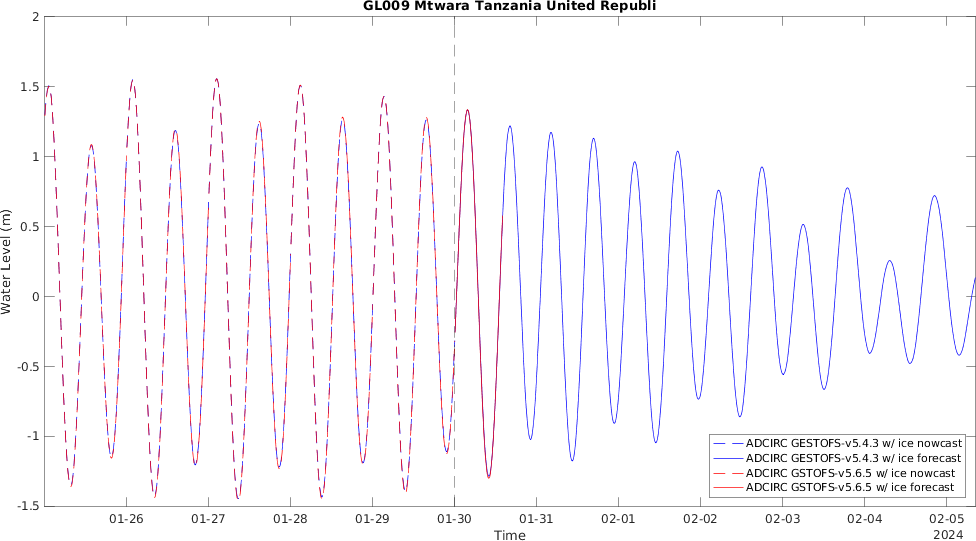 GL009 Mtwara Tanzania United Republi
2
1.5
1
0.5
0
-0.5
-1
-1.5
Water Level (m)
01-26 01-27 01-28 01-29 01-30 01-31 02-01 02-02 02-03 02-04 02-05
Time
2024
ADCIRC GESTOFS-v5.4.3 w/ ice nowcast
ADCIRC GESTOFS-v5.4.3 w/ ice forecast
ADCIRC GSTOFS-v5.6.5 w/ ice nowcast
ADCIRC GSTOFS-v5.6.5 w/ ice forecast